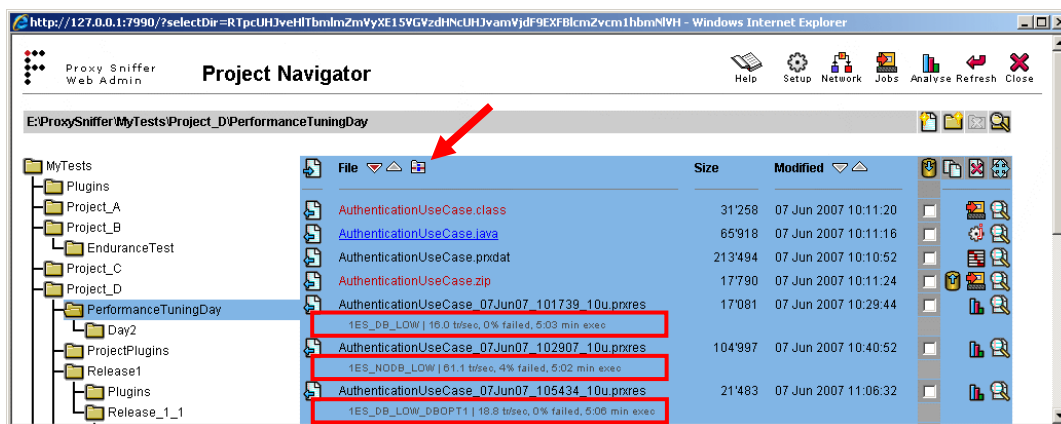 http://127.0.0.1:7990/?selectDir=RTpcUHJveHlTbmlmZmVyXE15VGVzdHNcUHJvamVjdF9EXFBlcmZvcm1hbmNlVH - Windows Internet Explorer
Proxy Sniffer
Web Admin
Project Navigator
Help Setup Network Jobs Analyse Refresh Close
E:\ProxySniffer\MyTests\Project_D\PerformanceTuningDay
MyTests
Plugins
Project_A
Project_B
EnduranceTest
Project_C
Project_D
PerformanceTuningDay
Day2
ProjectPlugins
Release1
Plugins
Release_1_1
File Size Modified
AuthenticationUseCase.class 31'258 07 Jun 2007 10:11:20
AuthenticationUseCase.java 65'918 07 Jun 2007 10:11:16
AuthenticationUseCase.prxdat 213'494 07 Jun 2007 10:10:52
AuthenticationUseCase.zip 17'790 07 Jun 2007 10:11:24
AuthenticationUseCase_07Jun07_101739_10u.prxres 17'081 07 Jun 2007 10:29:44
1ES_DB_LOW | 16.0 tr/sec, 0% failed, 5:03 min exec
AuthenticationUseCase_07Jun07_102907_10u.prxres 104'997 07 Jun 2007 10:40:52
1ES_NODB_LOW | 61.1 tr/sec, 4% failed, 5:02 min exec
AuthenticationUseCase_07Jun07_105434_10u.prxres 21'483 07 Jun 2007 11:06:32
1ES_DB_LOW_DBOPT1 | 18.8 tr/sec, 0% failed, 5:06 min exec